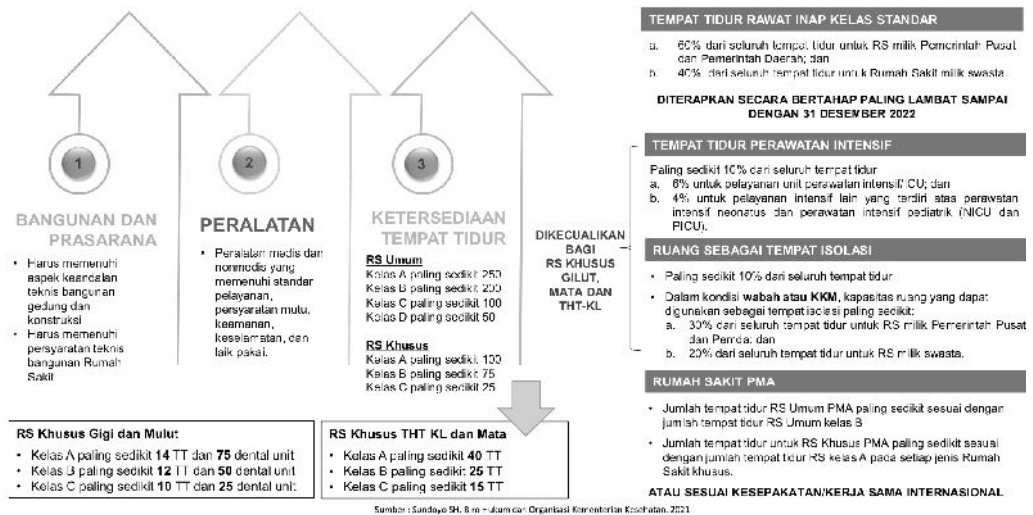 1
BANGUNAN DAN
PRASARANA
• Harus memenuhi
aspek keandalan
teknis bangunan
gedung dan
konstruksi
• Harus memenuhi
persyaratan teknis
bangunan Rumah
Sakit
2
PERALATAN
• Peralatan medis dan
nonmedis yang
memenuhi standar
pelayanan,
persyaratan mutu,
keamanan,
keselamatan, dan
laik pakai.
3
KETERSEDIAAN
TEMPAT TIDUR
RS Umum
Kelas A paling sedikit 250
Kelas B paling sedikit 200
Kelas C paling sedikit 100
Kelas D paling sedikit 50
RS Khusus
Kelas A paling sedikit 100
Kelas B paling sedikit 75
Kelas C paling sedikit 25
RS Khusus Gigi dan Mulut
• Kelas A paling sedikit 14 TT dan 75 dental unit
• Kelas B paling sedikit 12 TT dan 50 dental unit
• Kelas C paling sedikit 10 TT dan 25 dental unit
RS Khusus THT KL dan Mata
• Kelas A paling sedikit 40 TT
• Kelas B paling sedikit 25 TT
• Kelas C paling sedikit 15 TT
DIKECUALIKAN
BAGI
RS KHUSUS
GILUT,
MATA DAN
THT-KL
TEMPAT TIDUR RAWAT INAP KELAS STANDAR
a. 60% dari seluruh tempat tidur untuk RS milik Pemerintah Pusat
dan Pemerintah Daerah; dan
b. 40% dari seluruh tempat tidur untuk Rumah Sakit milik swasta.
DITERAPKAN SECARA BERTAHAP PALING LAMBAT SAMPAI
DENGAN 31 DESEMBER 2022
TEMPAT TIDUR PERAWATAN INTENSIF
Paling sedikit 10% dari seluruh tempat tidur
a. 6% untuk pelayanan unit perawatan intensif/ICU; dan
b. 4% untuk pelayanan intensif lain yang terdiri atas perawatan
intensif neonatus dan perawatan intensif pediatrik (NICU dan
PICU).
RUANG SEBAGAI TEMPAT ISOLASI
• Paling sedikit 10% dari seluruh tempat tidur
• Dalam kondisi wabah atau KKM, kapasitas ruang yang dapat
digunakan sebagai tempat isolasi paling sedikit:
a. 30% dari seluruh tempat tidur untuk RS milik Pemerintah Pusat
dan Pemda; dan
b. 20% dari seluruh tempat tidur untuk RS milik swasta.
RUMAH SAKIT PMA
• Jumlah tempat tidur RS Umum PMA paling sedikit sesuai dengan
jumlah tempat tidur RS Umum kelas B
• Jumlah tempat tidur untuk RS Khusus PMA paling sedikit sesuai
dengan jumlah tempat tidur RS kelas A pada setiap jenis Rumah
Sakit khusus.
ATAU SESUAI KESEPAKATAN/KERJA SAMA INTERNASIONAL
Sumber : Sundoyo SH, Biro Hukum dan Organisasi Kementerian Kesehatan, 2021